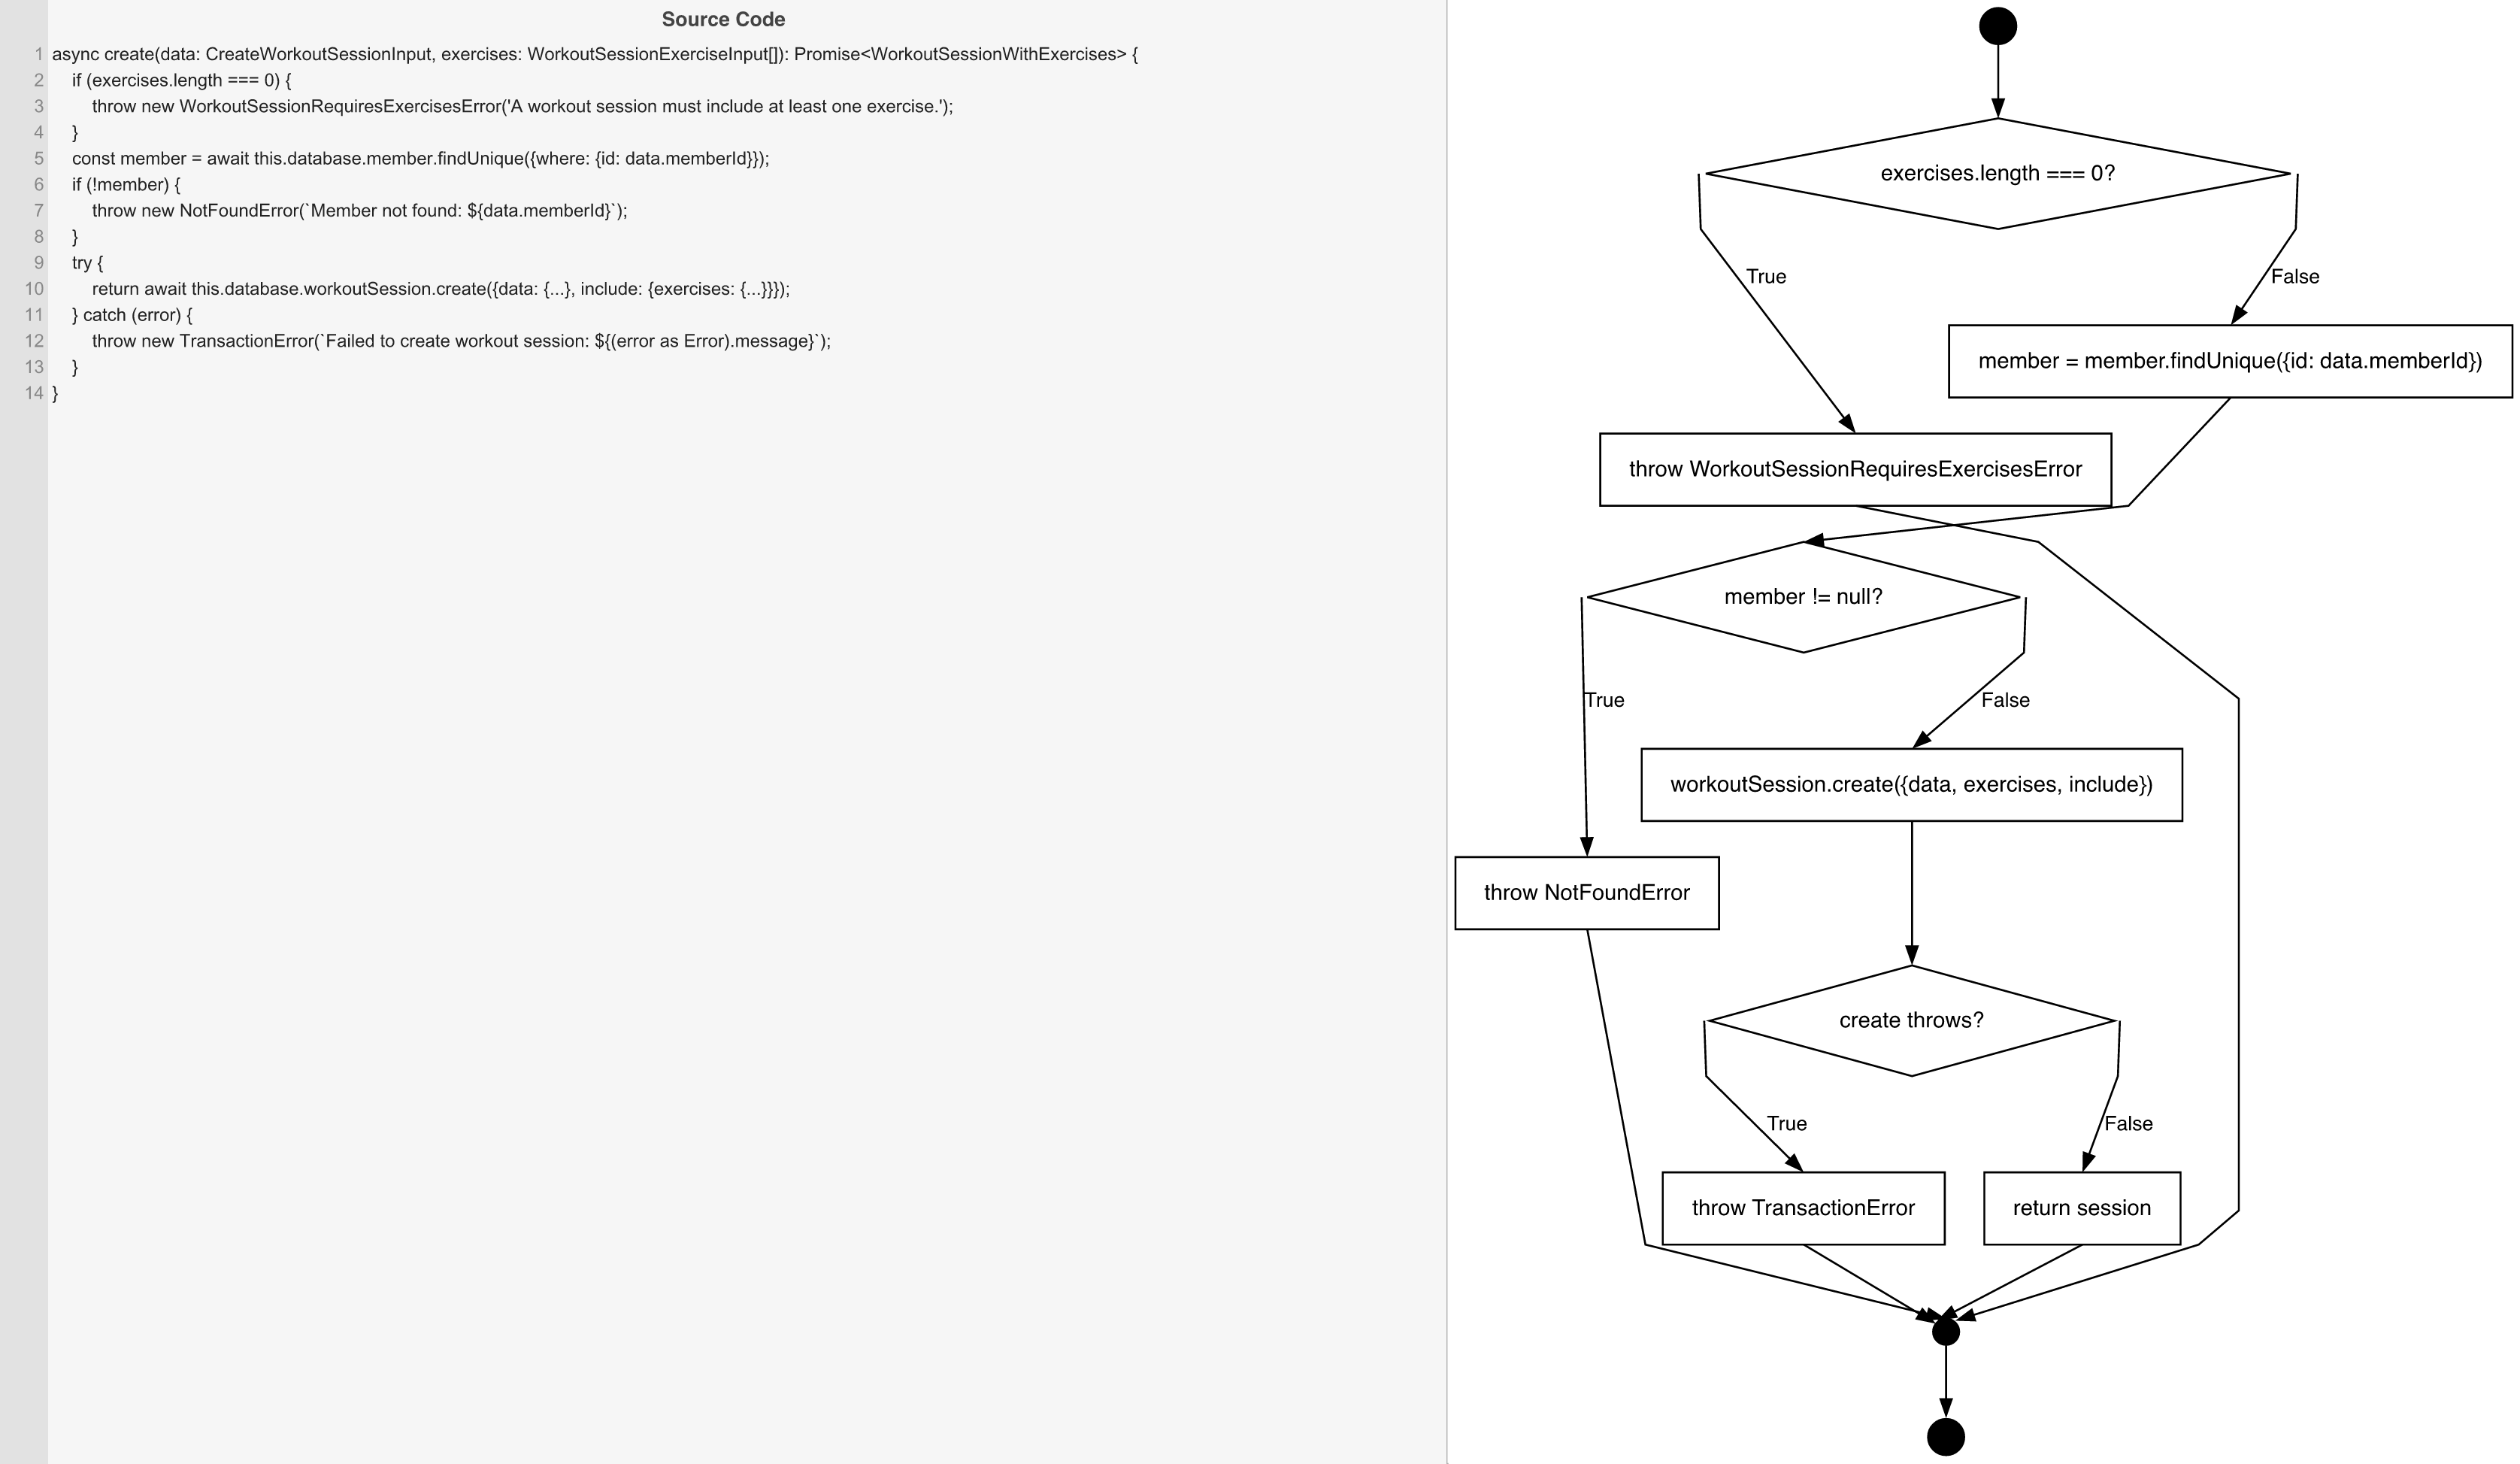 Source Code
1 async create(data: CreateWorkoutSessionInput, exercises: WorkoutSessionExerciseInput[]): Promise<WorkoutSessionWithExercises> {
2 if (exercises.length === 0) {
3 throw new WorkoutSessionRequiresExercisesError('A workout session must include at least one exercise.');
4 }
5 const member = await this.database.member.findUnique({where: {id: data.memberId}});
6 if (!member) {
7 throw new NotFoundError(`Member not found: ${data.memberId}`);
8 }
9 try {
10 return await this.database.workoutSession.create({data: {...}, include: {exercises: {...}}});
11 } catch (error) {
12 throw new TransactionError(`Failed to create workout session: ${(error as Error).message}`);
13 }
14 }
exercises.length === 0?
True
False
member = member.findUnique({id: data.memberId})
throw WorkoutSessionRequiresExercisesError
member != null?
True
False
workoutSession.create({data, exercises, include})
throw NotFoundError
create throws?
True
False
throw TransactionError
return session